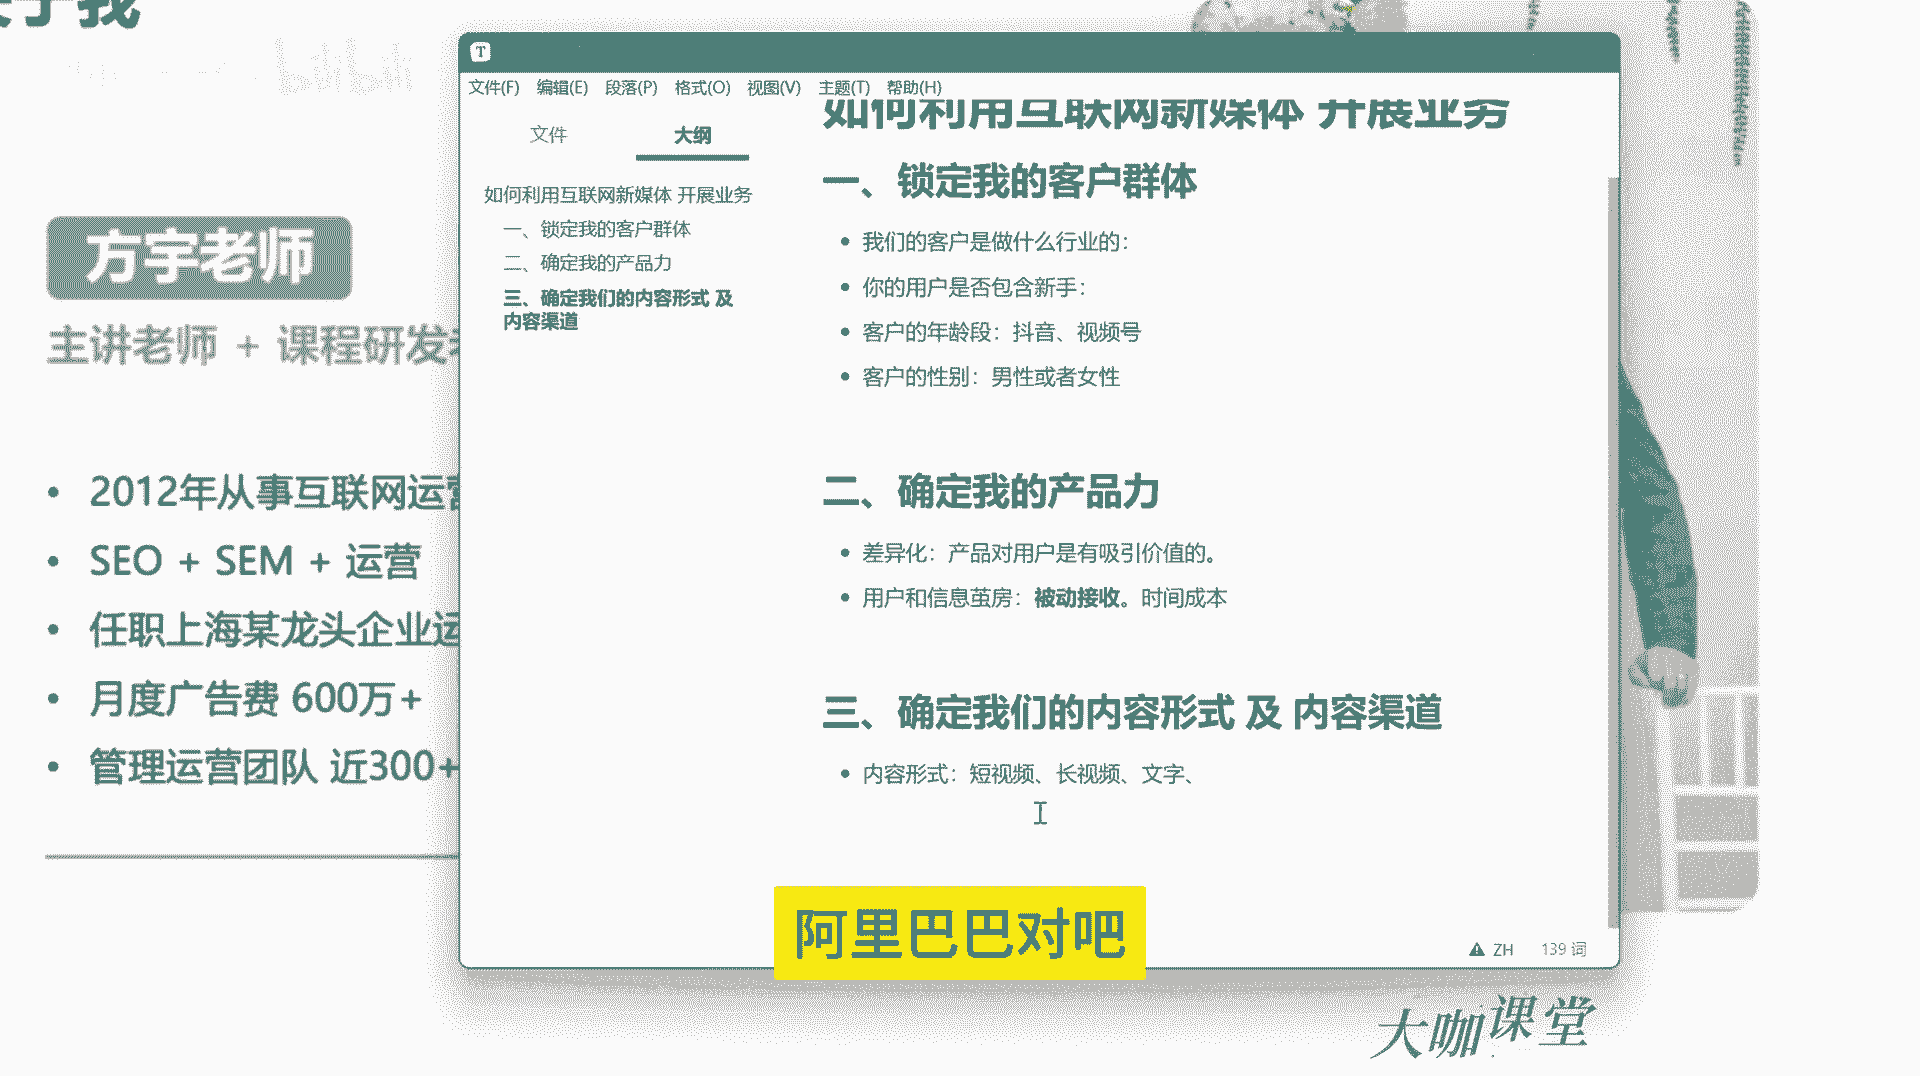 bilibili
方宇老师
主讲老师 + 课程研发
2012年从事互联网运营
SEO + SEM + 运营
任职上海某龙头企业运
月度广告费 600万+
管理运营团队 近300+
T
文件(F) 编辑(E) 段落(P) 格式(O) 视图(V) 主题(T) 帮助(H)
文件 大纲
如何利用互联网新媒体 开展业务
一、锁定我的客户群体
二、确定我的产品力
三、确定我们的内容形式 及
内容渠道
如何利用互联网新媒体 开展业务
一、锁定我的客户群体
我们的客户是做什么行业的：
你的用户是否包含新手：
客户的年龄段：抖音、视频号
客户的性别：男性或者女性
二、确定我的产品力
差异化：产品对用户是有吸引价值的。
用户和信息茧房：被动接收。时间成本
三、确定我们的内容形式 及 内容渠道
内容形式：短视频、长视频、文字、
ZH 139 词
阿里巴巴对吧
大咖课堂